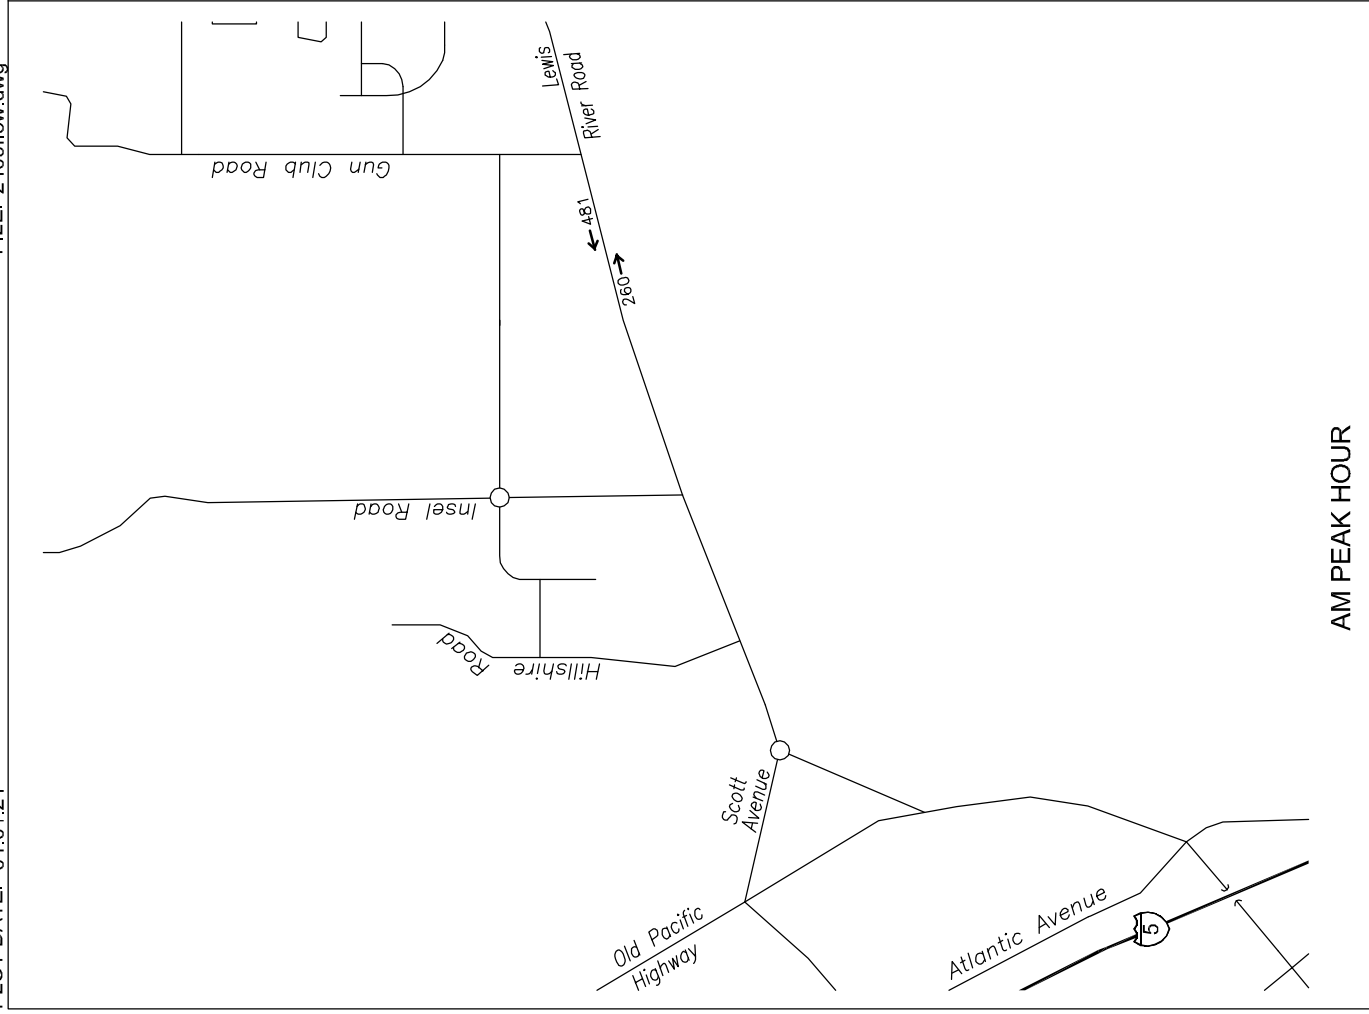 Lewis
River Road
Gun Club Road
481
260
Insel Road
Hillshire
Road
Scott
Avenue
Old Pacific
Highway
Atlantic Avenue
5
AM PEAK HOUR